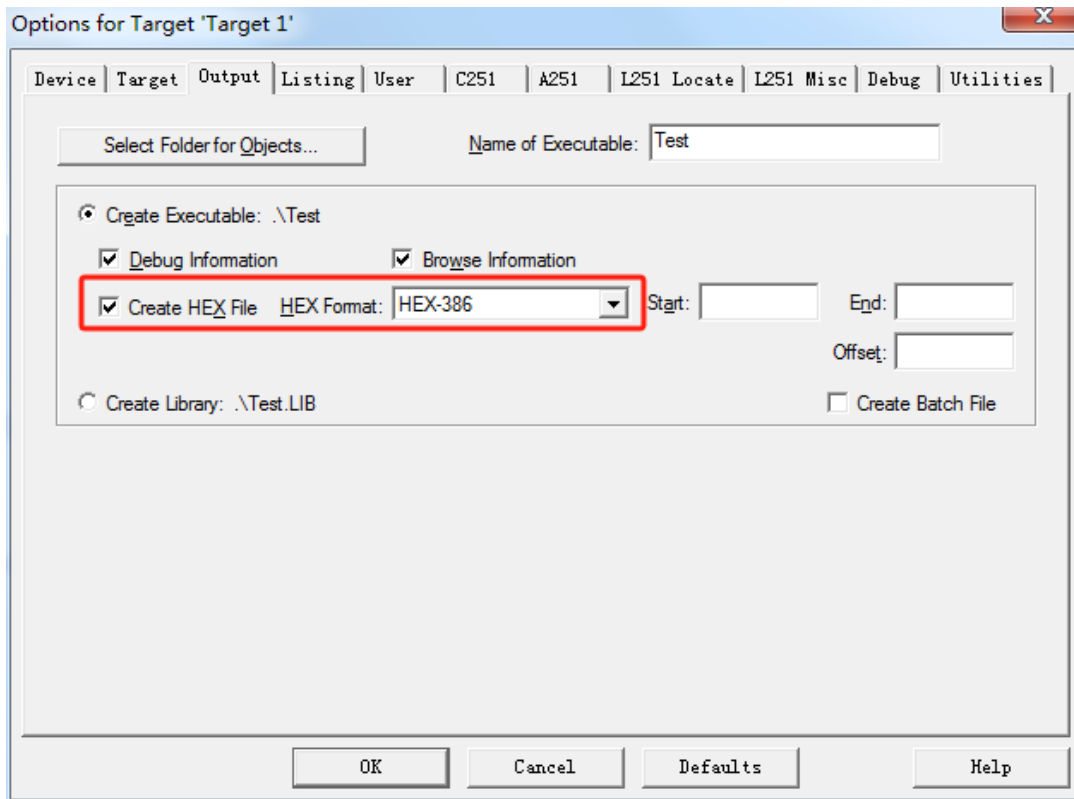 Options for Target 'Target 1'
Device Target Output Listing User C251 A251 L251 Locate L251 Misc Debug Utilities
Select Folder for Objects... Name of Executable: Test
Create Executable: .\Test
Debug Information Browse Information
Create HEX File HEX Format: HEX-386 Start: End:
Offset:
Create Library: .\Test.LIB Create Batch File
OK Cancel Defaults Help